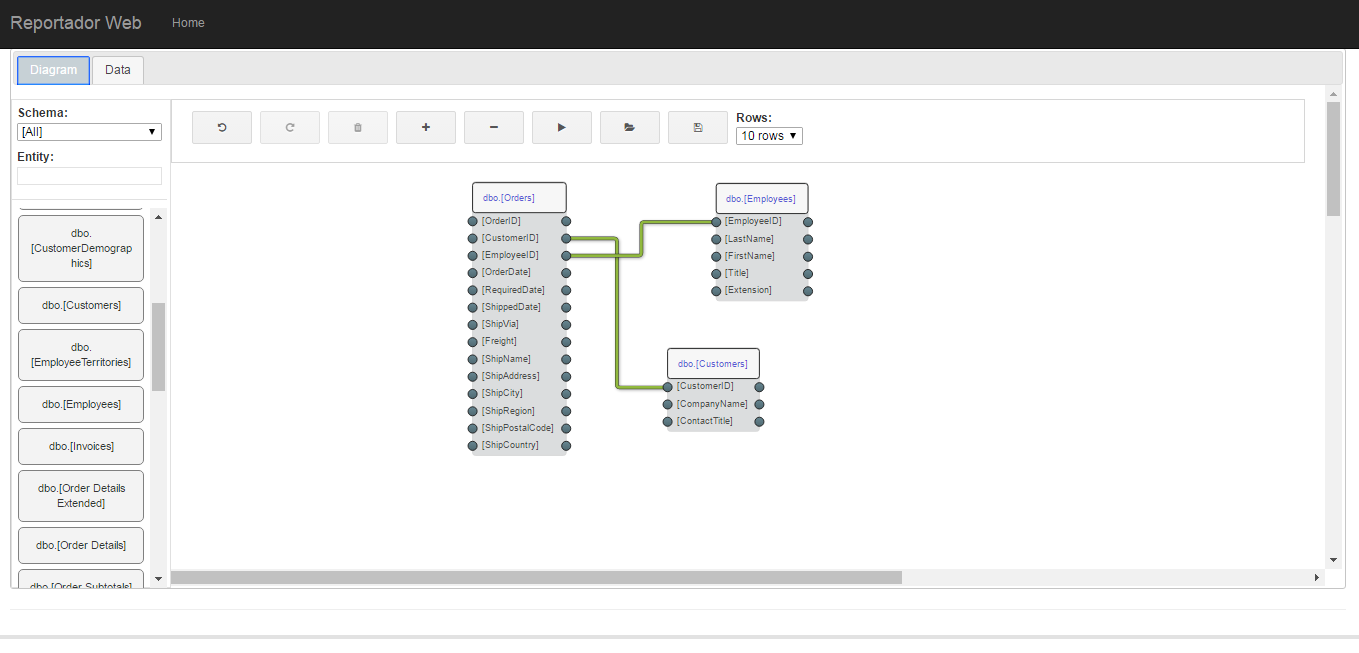 Reportador Web
Home
Diagram
Data
Schema:
[All]
Entity:
dbo.
[CustomerDemograp
hics]
dbo.[Customers]
dbo.
[EmployeeTerritories]
dbo.[Employees]
dbo.[Invoices]
dbo.[Order Details
Extended]
dbo.[Order Details]
dbo.[Order Subtotals]
Rows:
10 rows
dbo.[Orders]
[OrderID]
[CustomerID]
[EmployeeID]
[OrderDate]
[RequiredDate]
[ShippedDate]
[ShipVia]
[Freight]
[ShipName]
[ShipAddress]
[ShipCity]
[ShipRegion]
[ShipPostalCode]
[ShipCountry]
dbo.[Employees]
[EmployeeID]
[LastName]
[FirstName]
[Title]
[Extension]
dbo.[Customers]
[CustomerID]
[CompanyName]
[ContactTitle]